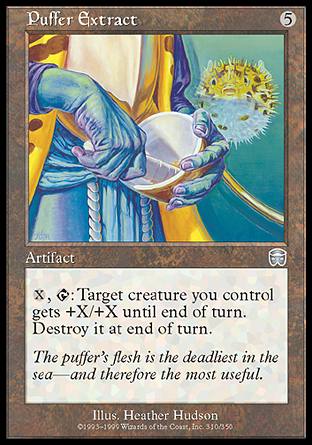 Puffer Extract 5
Artifact
X, T: Target creature you control
gets +X/+X until end of turn.
Destroy it at end of turn.
The puffer's flesh is the deadliest in the
sea—and therefore the most useful.
Illus. Heather Hudson
©1993–1999 Wizards of the Coast, Inc. 310/350